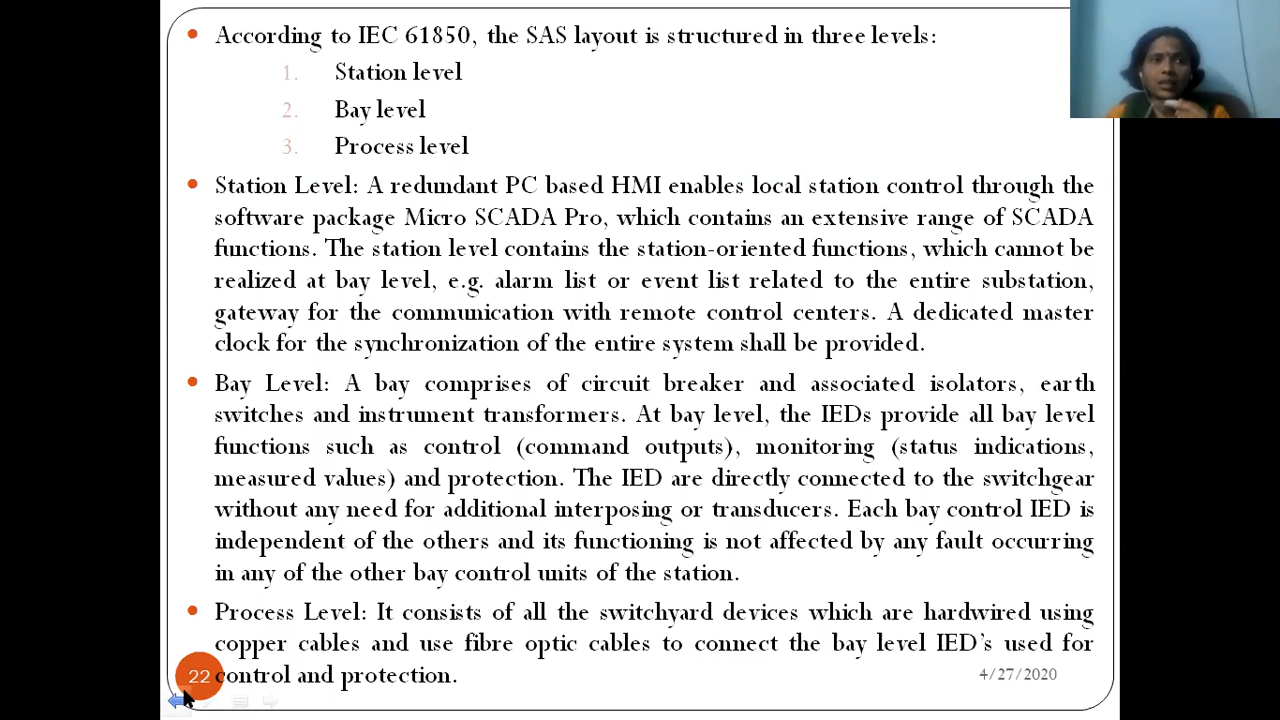 According to IEC 61850, the SAS layout is structured in three levels:
1. Station level
2. Bay level
3. Process level
Station Level: A redundant PC based HMI enables local station control through the
software package Micro SCADA Pro, which contains an extensive range of SCADA
functions. The station level contains the station-oriented functions, which cannot be
realized at bay level, e.g. alarm list or event list related to the entire substation,
gateway for the communication with remote control centers. A dedicated master
clock for the synchronization of the entire system shall be provided.
Bay Level: A bay comprises of circuit breaker and associated isolators, earth
switches and instrument transformers. At bay level, the IEDs provide all bay level
functions such as control (command outputs), monitoring (status indications,
measured values) and protection. The IED are directly connected to the switchgear
without any need for additional interposing or transducers. Each bay control IED is
independent of the others and its functioning is not affected by any fault occurring
in any of the other bay control units of the station.
Process Level: It consists of all the switchyard devices which are hardwired using
copper cables and use fibre optic cables to connect the bay level IED's used for
control and protection.
22
4/27/2020